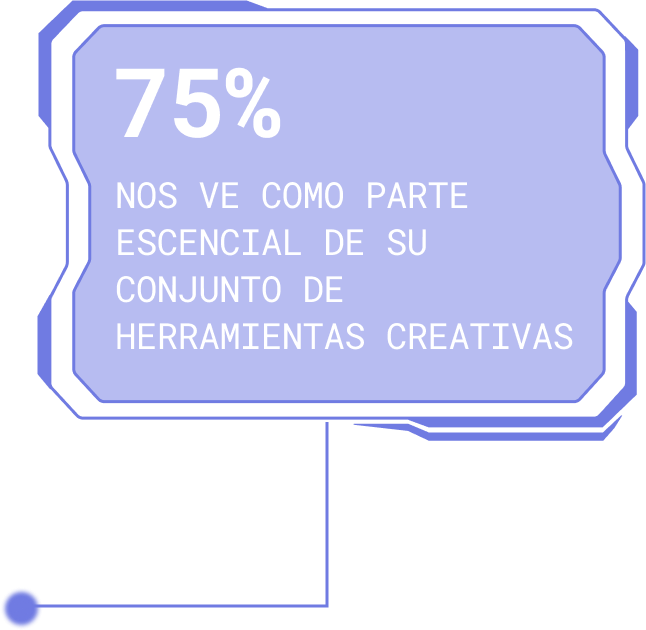 75%
NOS VE COMO PARTE
ESCENCIAL DE SU
CONJUNTO DE
HERRAMIENTAS CREATIVAS